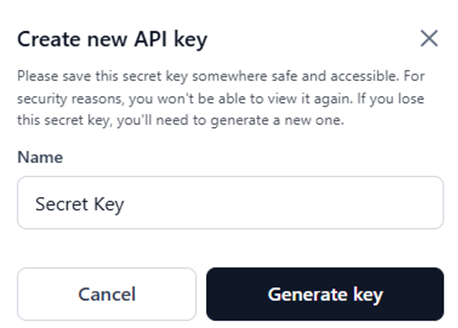 Create new API key
Please save this secret key somewhere safe and accessible. For
security reasons, you won't be able to view it again. If you lose
this secret key, you'll need to generate a new one.
Name
Secret Key
Cancel
Generate key